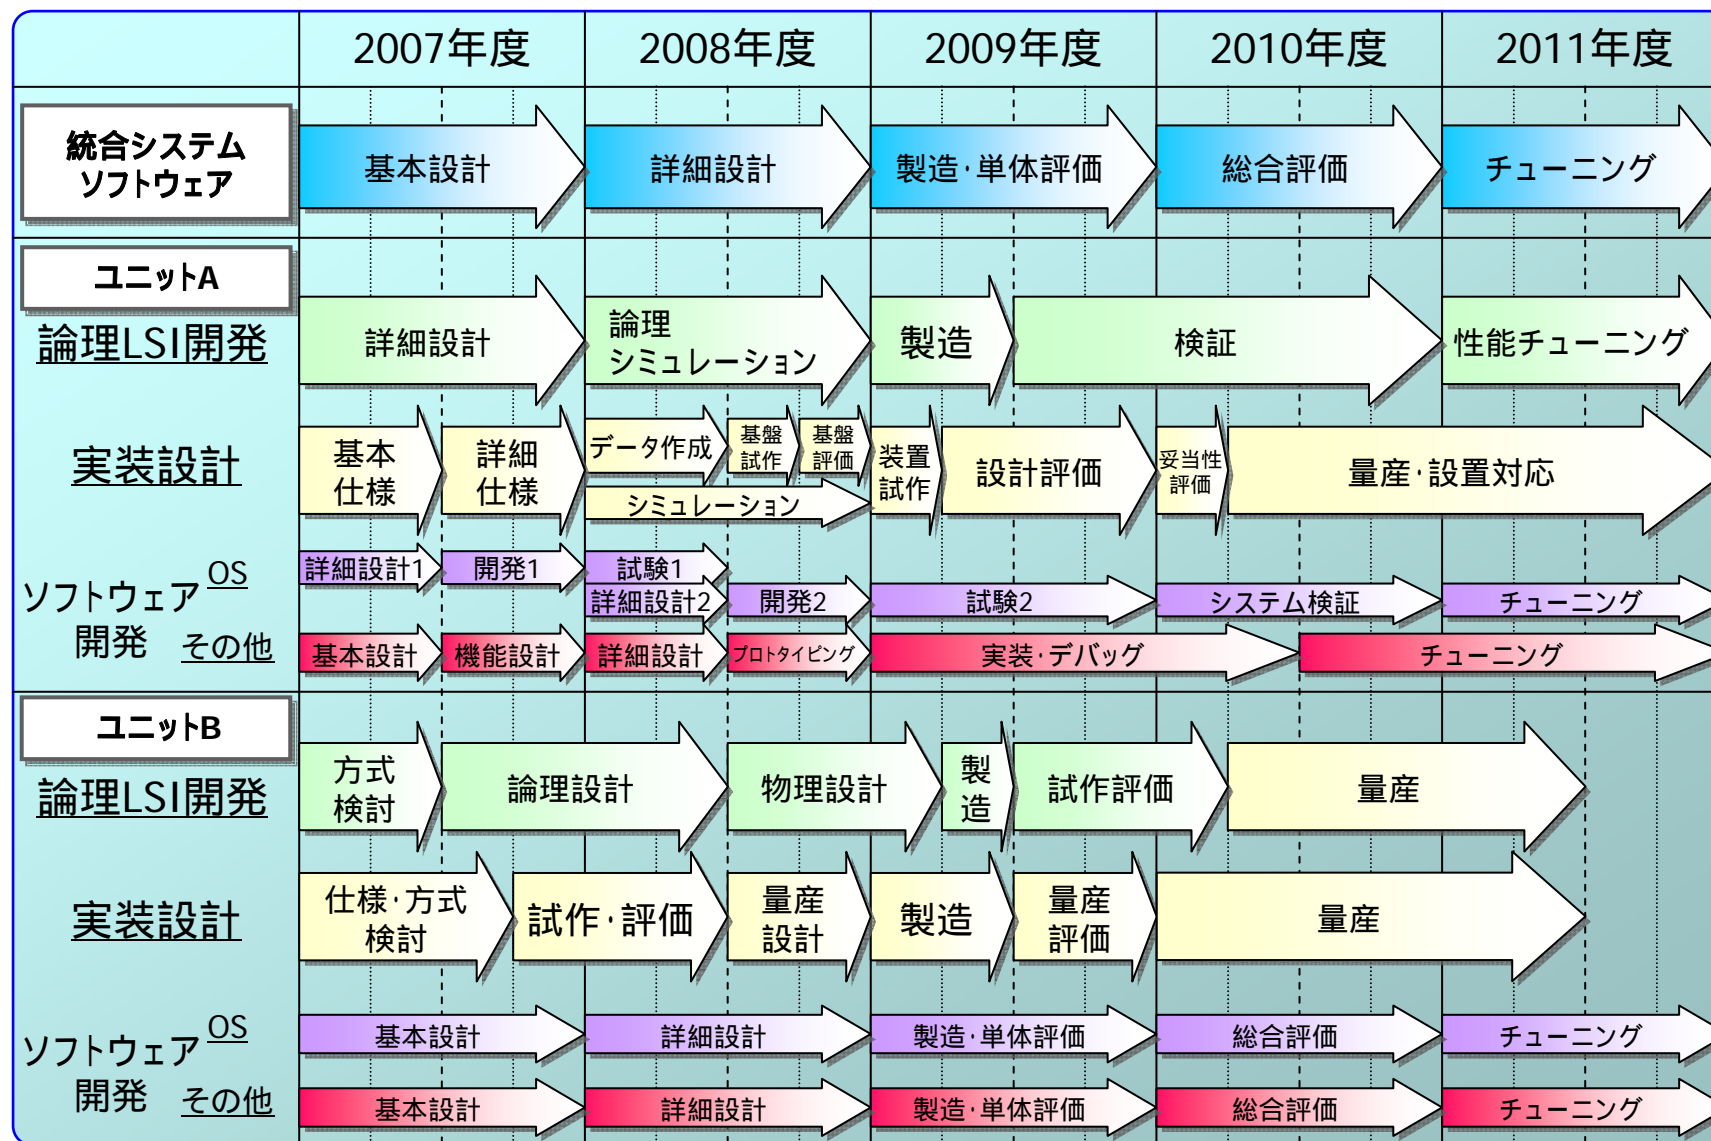 2007年度 2008年度 2009年度 2010年度 2011年度
統合システム
ソフトウェア
基本設計 詳細設計 製造・単体評価 総合評価 チューニング
ユニットA
論理LSI開発
詳細設計
論理
シミュレーション
製造
検証
性能チューニング
実装設計
基本
仕様
詳細
仕様
データ作成
基盤
試作
基盤
評価
シミュレーション
装置
試作
設計評価
妥当性
評価
量産・設置対応
ソフトウェア
開発
OS
詳細設計1 開発1 試験1
詳細設計2 開発2 試験2 システム検証 チューニング
その他
基本設計 機能設計 詳細設計 プロトタイピング 実装・デバッグ チューニング
ユニットB
論理LSI開発
方式
検討
論理設計
物理設計
製
造
試作評価
量産
実装設計
仕様・方式
検討
試作・評価
量産
設計
製造
量産
評価
量産
ソフトウェア
開発
OS
基本設計 詳細設計 製造・単体評価 総合評価 チューニング
その他
基本設計 詳細設計 製造・単体評価 総合評価 チューニング